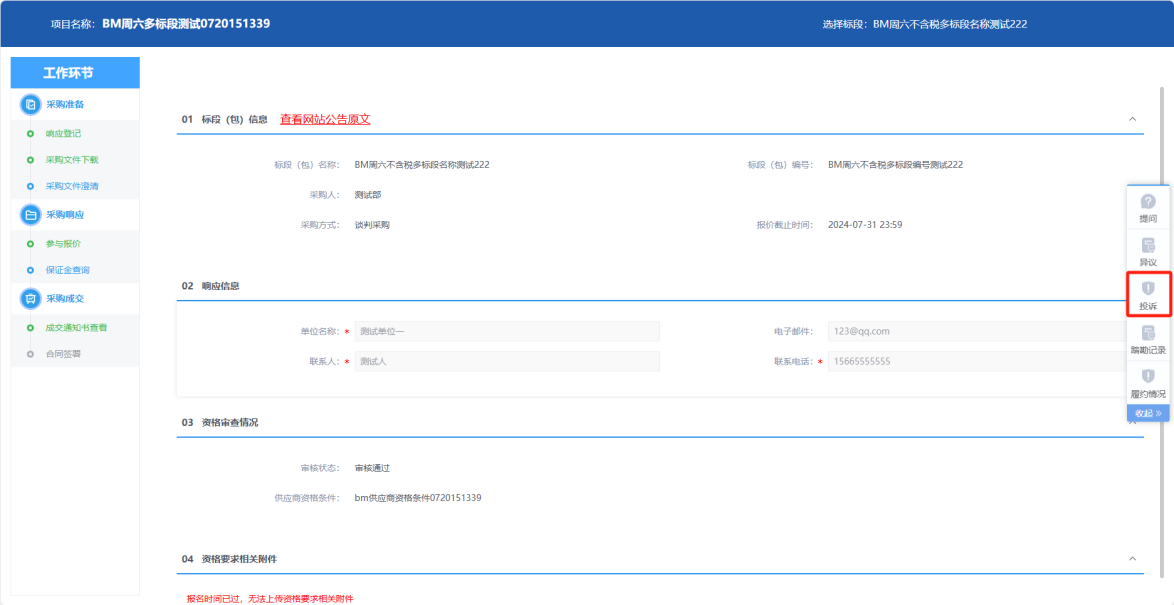 项目名称: BM周六多标段测试0720151339
选择标段: BM周六不含税多标段名称测试222
工作环节
采购准备
响应登记
采购文件下载
采购文件澄清
采购响应
参与报价
保证金查询
采购成交
成交通知书查看
合同签署
01 标段（包）信息 查看网站公告原文
标段（包）名称: BM周六不含税多标段名称测试222
标段（包）编号: BM周六不含税多标段编号测试222
采购人: 测试部
采购方式: 谈判采购
报价截止时间: 2024-07-31 23:59
02 响应信息
单位名称: * 测试单位一
电子邮件: 123@qq.com
联系人: * 测试人
联系电话: * 15665555555
03 资格审查情况
审核状态: 审核通过
供应商资格条件: bm供应商资格条件0720151339
04 资格要求相关附件
报名时间已过，无法上传资格要求相关附件
提问
异议
投诉
踏勘记录
履约情况
收起 »